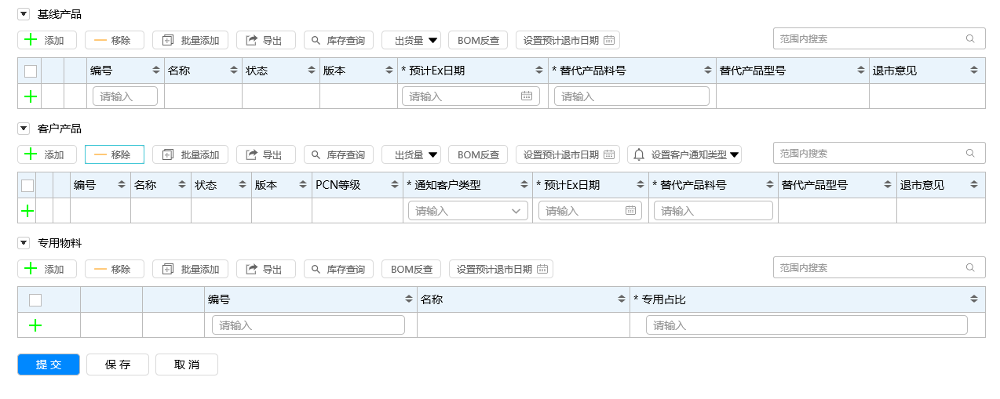 基线产品
添加 移除 批量添加 导出 库存查询 出货量 BOM反查 设置预计退市日期 范围内搜索
编号 名称 状态 版本 * 预计Ex日期 * 替代产品料号 替代产品型号 退市意见
请输入 请输入 请输入
客户产品
添加 移除 批量添加 导出 库存查询 出货量 BOM反查 设置预计退市日期 设置客户通知类型 范围内搜索
编号 名称 状态 版本 PCN等级 * 通知客户类型 * 预计Ex日期 * 替代产品料号 替代产品型号 退市意见
请输入 请输入 请输入
专用物料
添加 移除 批量添加 导出 库存查询 BOM反查 设置预计退市日期 范围内搜索
编号 名称 * 专用占比
请输入 请输入
提交 保存 取消